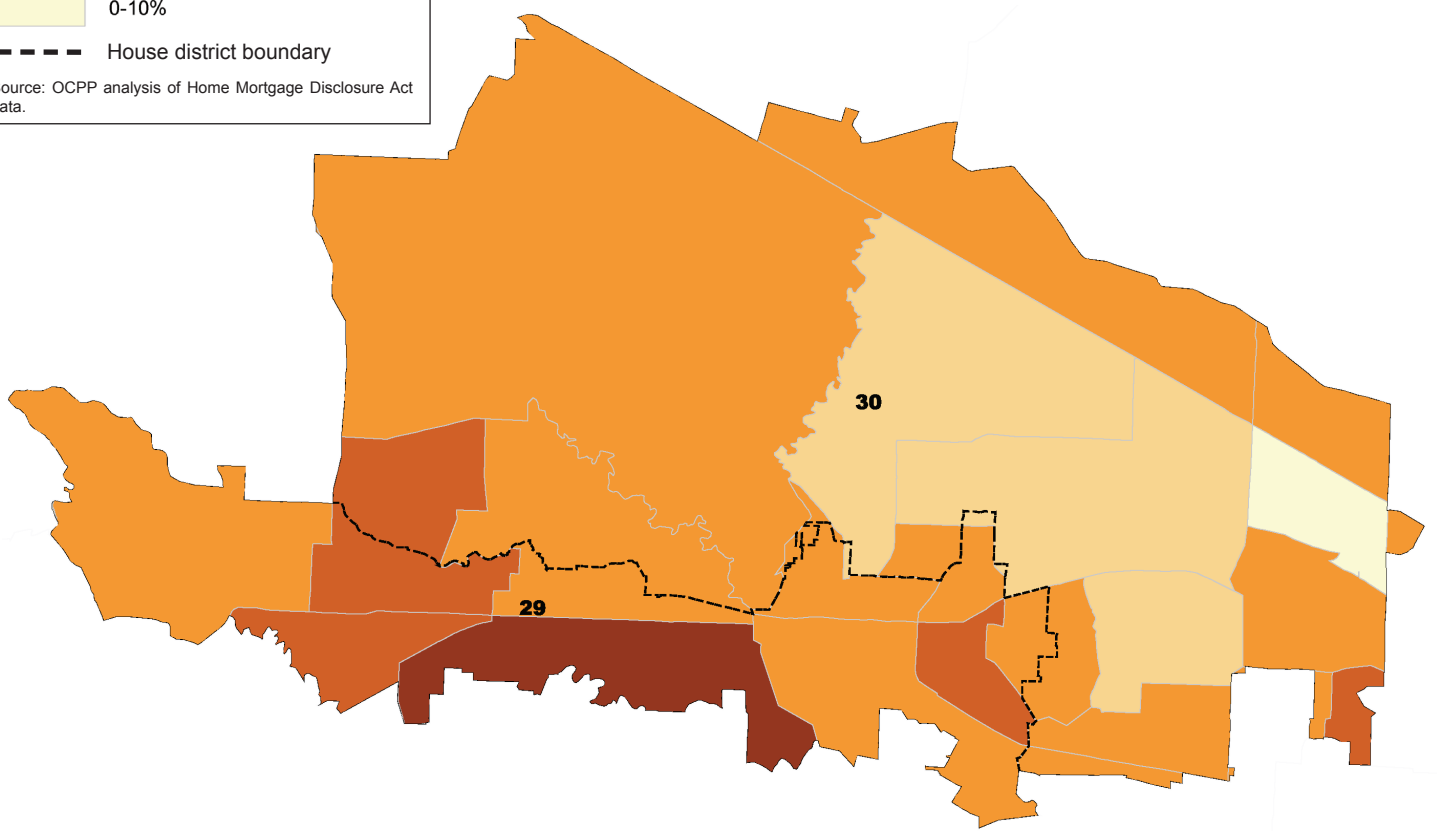 0-10%
House district boundary
ource: OCPP analysis of Home Mortgage Disclosure Act
ata.
30
29